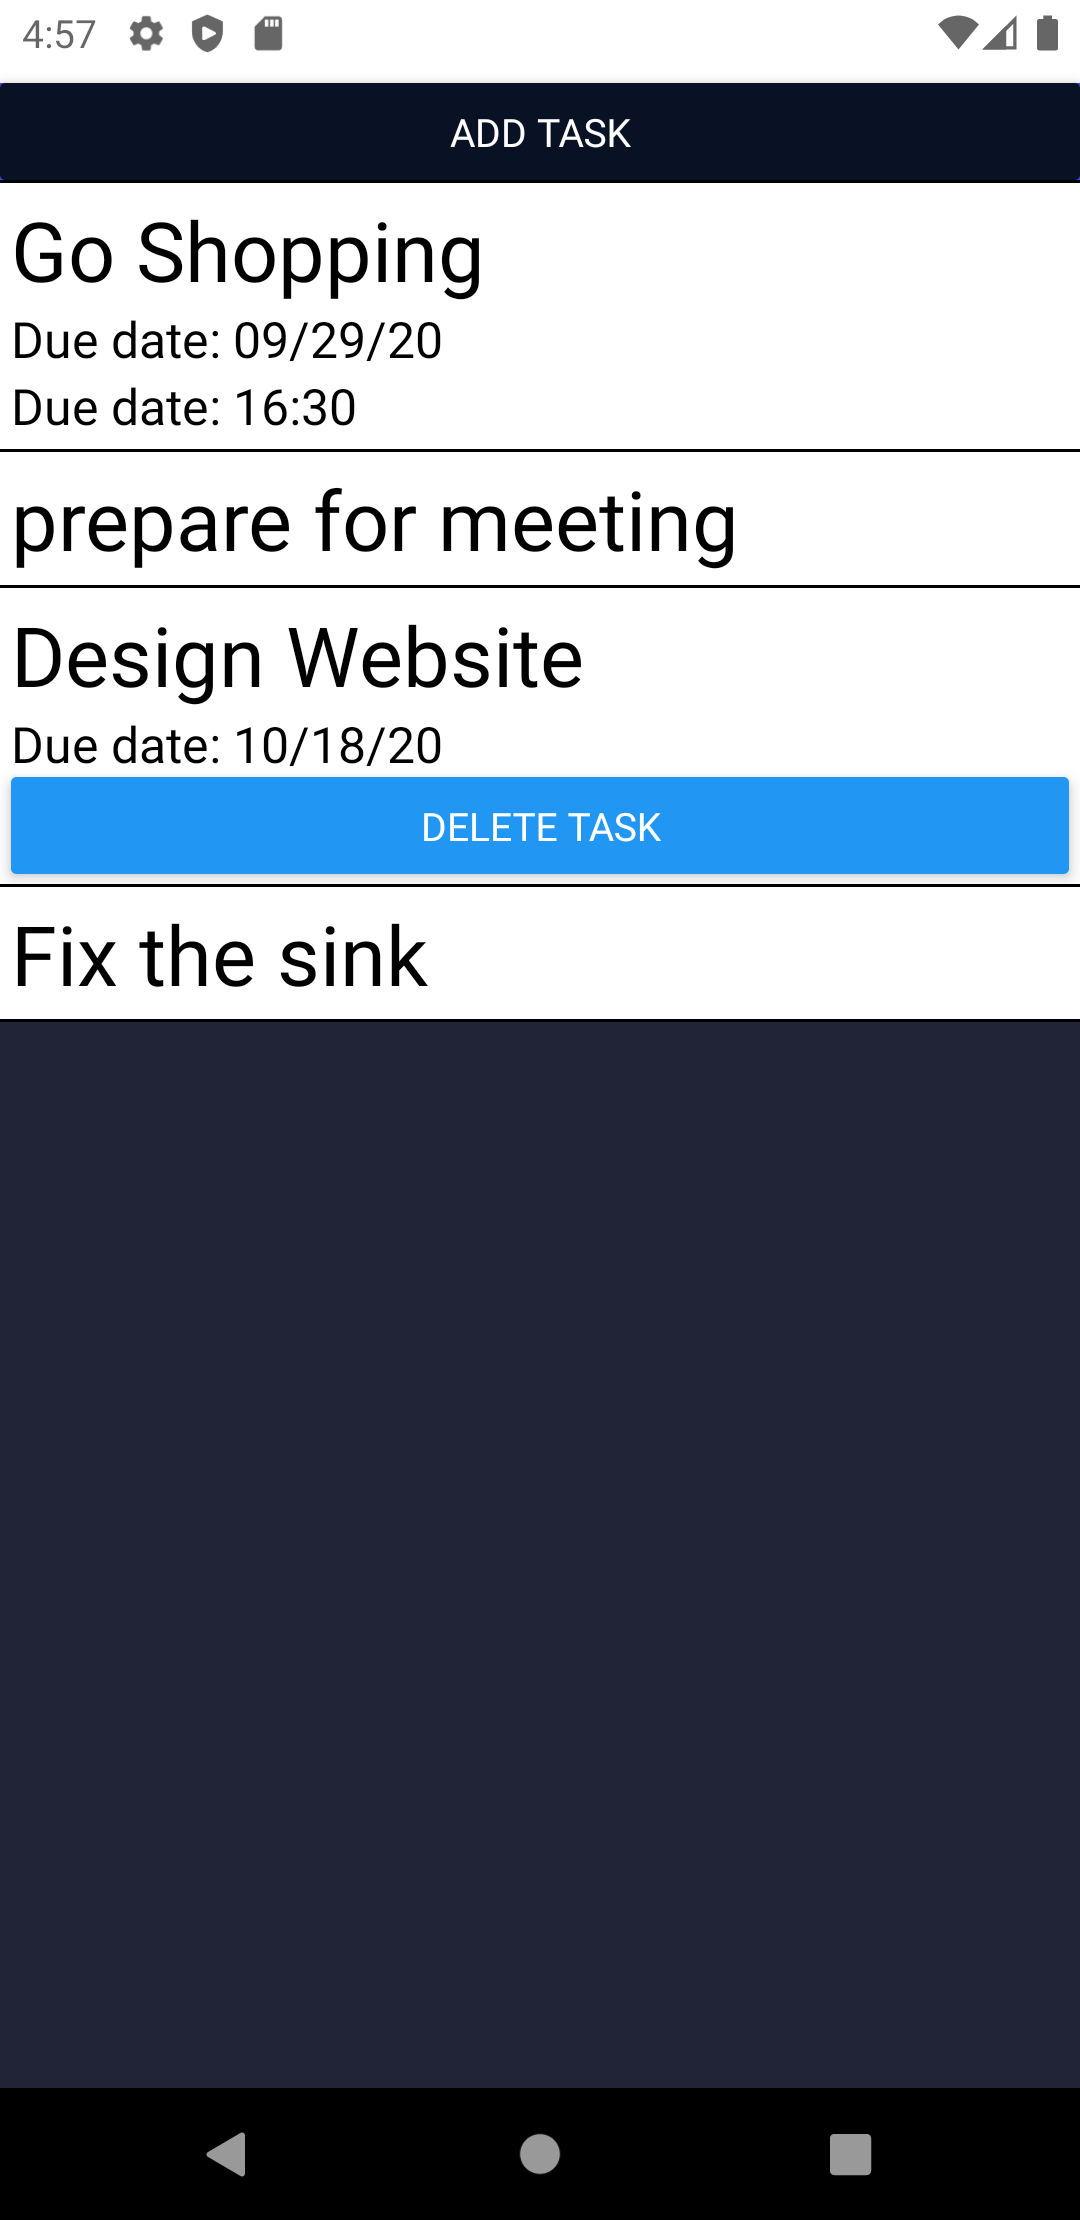 4:57
ADD TASK
Go Shopping
Due date: 09/29/20
Due date: 16:30
prepare for meeting
Design Website
Due date: 10/18/20
DELETE TASK
Fix the sink